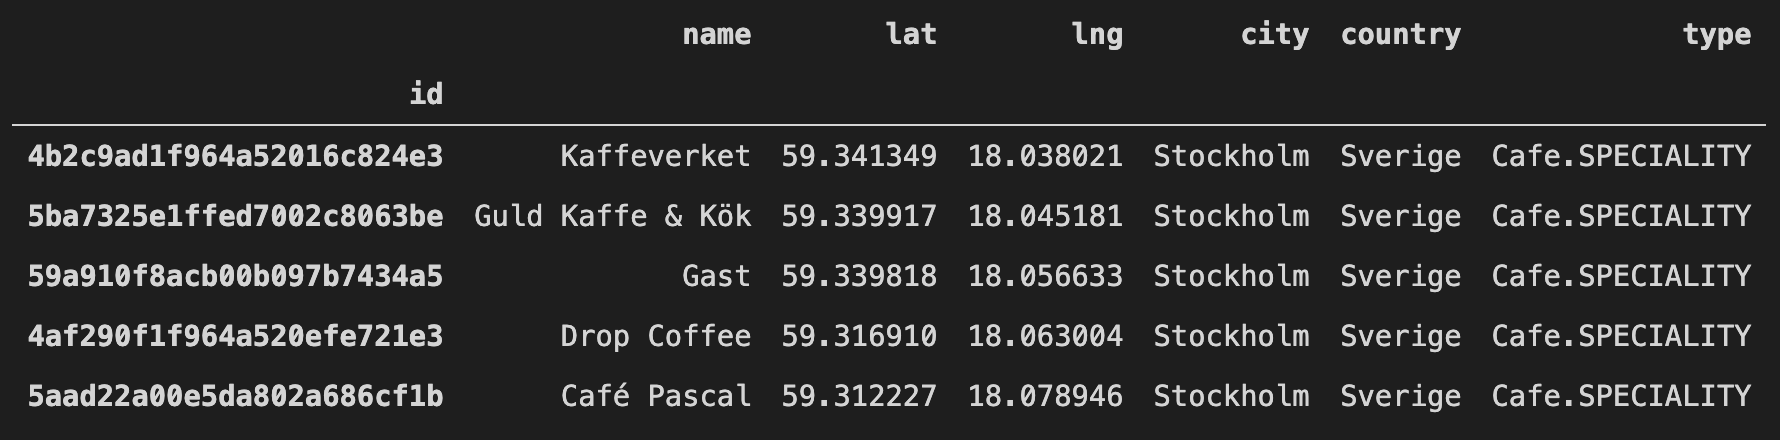 name lat lng city country type
id
4b2c9ad1f964a52016c824e3 Kaffeverket 59.341349 18.038021 Stockholm Sverige Cafe.SPECIALITY
5ba7325e1ffed7002c8063be Guld Kaffe & Kök 59.339917 18.045181 Stockholm Sverige Cafe.SPECIALITY
59a910f8acb00b097b7434a5 Gast 59.339818 18.056633 Stockholm Sverige Cafe.SPECIALITY
4af290f1f964a520efe721e3 Drop Coffee 59.316910 18.063004 Stockholm Sverige Cafe.SPECIALITY
5aad22a00e5da802a686cf1b Café Pascal 59.312227 18.078946 Stockholm Sverige Cafe.SPECIALITY